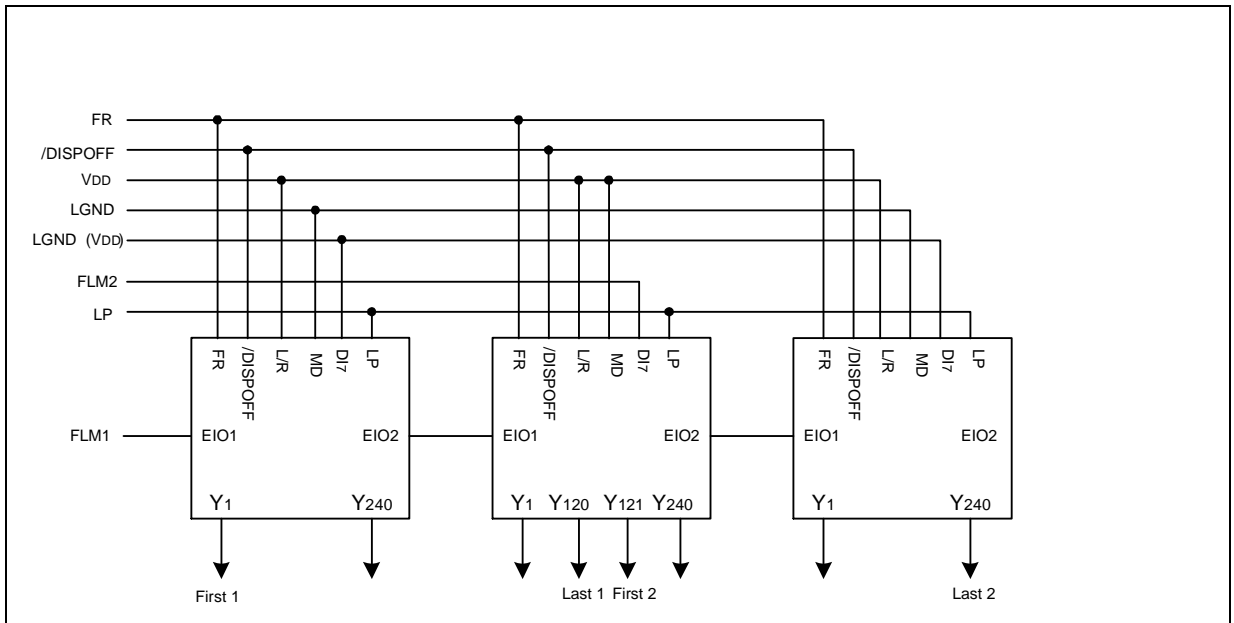 FR
/DISPOFF
VDD
LGND
LGND (VDD)
FLM2
LP
FR /DISPOFF L/R MD DI7 LP
FR /DISPOFF L/R MD DI7 LP
FR /DISPOFF L/R MD DI7 LP
FLM1 EIO1 EIO2 EIO1 EIO2 EIO1 EIO2
Y1 Y240 Y1 Y120 Y121 Y240 Y1 Y240
First 1 Last 1 First 2 Last 2